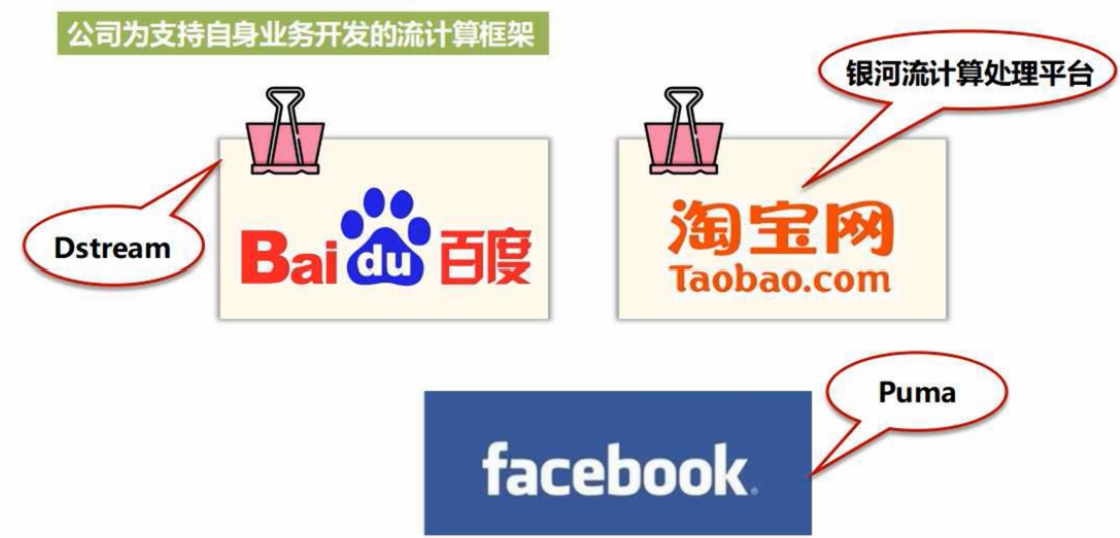 公司为支持自身业务开发的流计算框架
银河流计算处理平台
Dstream
Bai du 百度
淘宝网
Taobao.com
Puma
facebook